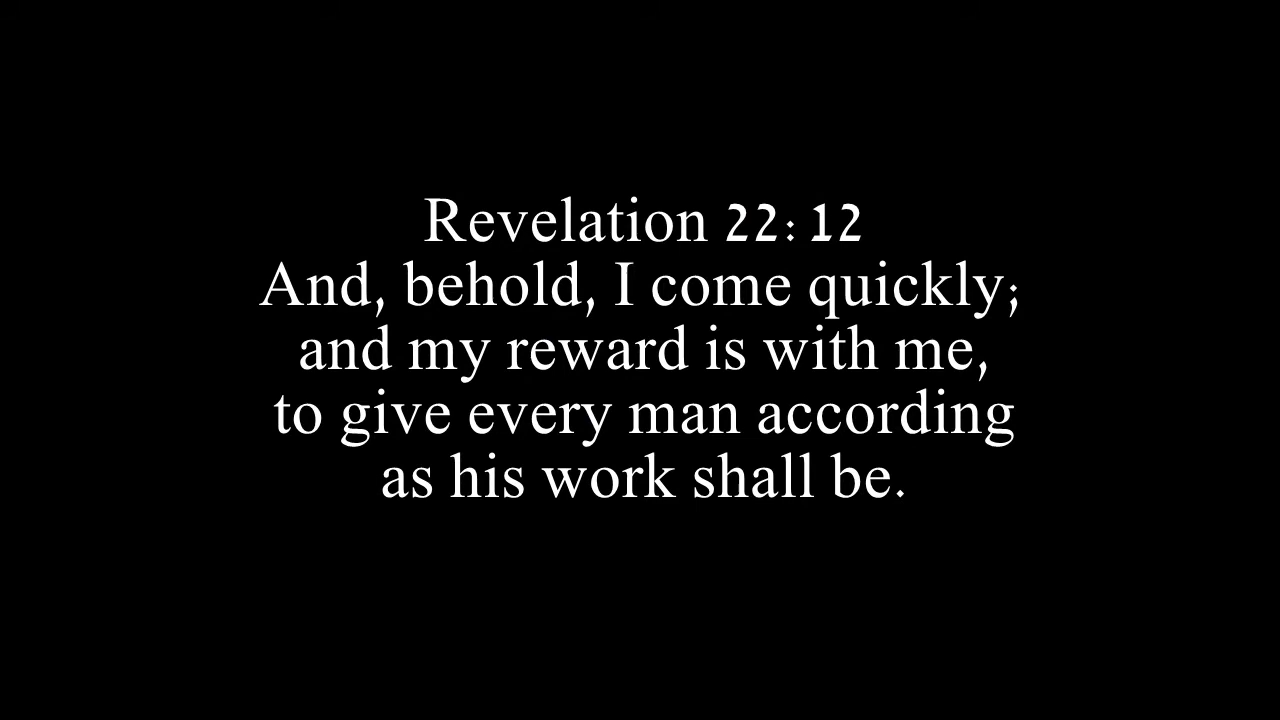 Revelation 22:12
And, behold, I come quickly;
and my reward is with me,
to give every man according
as his work shall be.